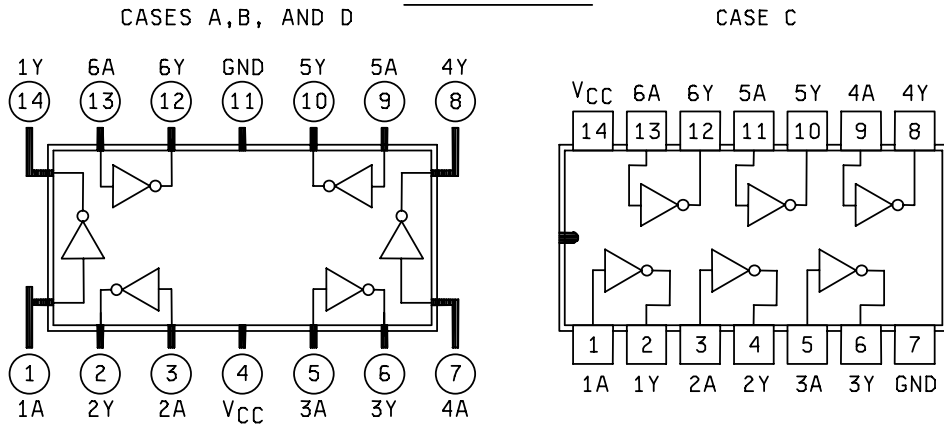 CASES A,B, AND D
CASE C
1Y 6A 6Y GND 5Y 5A 4Y
14 13 12 11 10 9 8
1 2 3 4 5 6 7
1A 2Y 2A VCC 3A 3Y 4A
VCC 6A 6Y 5A 5Y 4A 4Y
14 13 12 11 10 9 8
1 2 3 4 5 6 7
1A 1Y 2A 2Y 3A 3Y GND